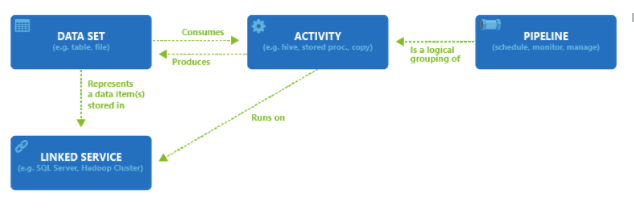 DATA SET
(e.g. table, file)
Consumes
Produces
ACTIVITY
(e.g. hive, stored proc., copy)
Is a logical
grouping of
PIPELINE
(schedule, monitor, manage)
Represents
a data item(s)
stored in
Runs on
LINKED SERVICE
(e.g. SQL Server, Hadoop Cluster)